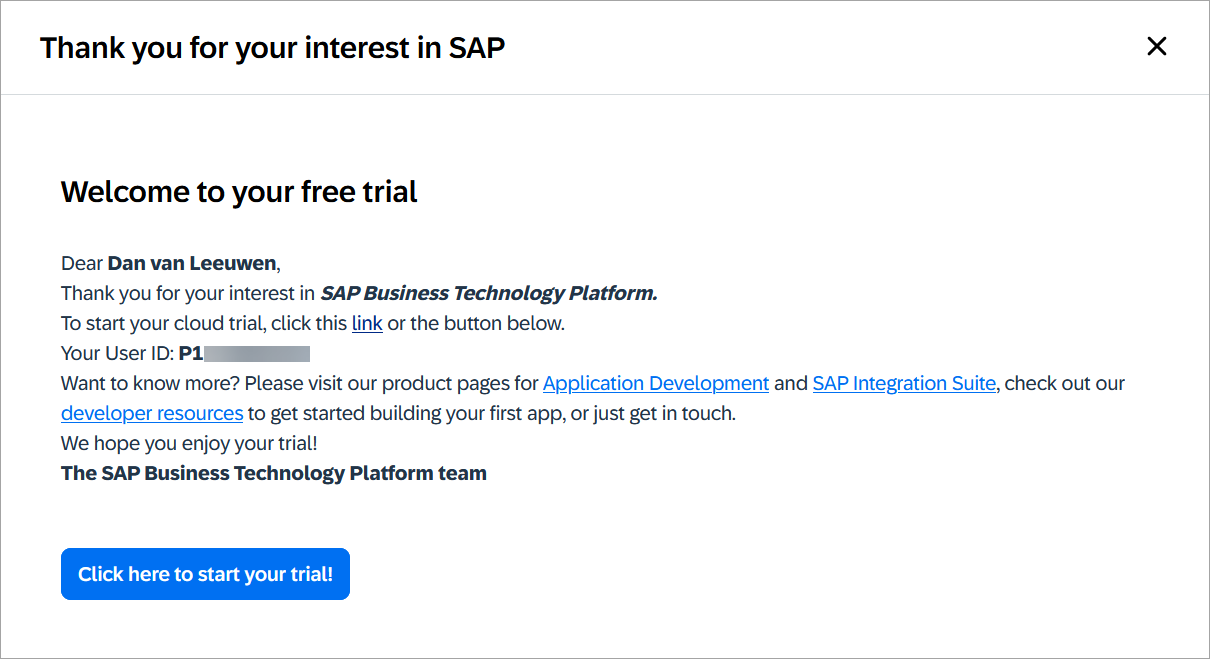 Thank you for your interest in SAP
Welcome to your free trial
Dear Dan van Leeuwen,
Thank you for your interest in SAP Business Technology Platform.
To start your cloud trial, click this link or the button below.
Your User ID: P1
Want to know more? Please visit our product pages for Application Development and SAP Integration Suite, check out our
developer resources to get started building your first app, or just get in touch.
We hope you enjoy your trial!
The SAP Business Technology Platform team
Click here to start your trial!